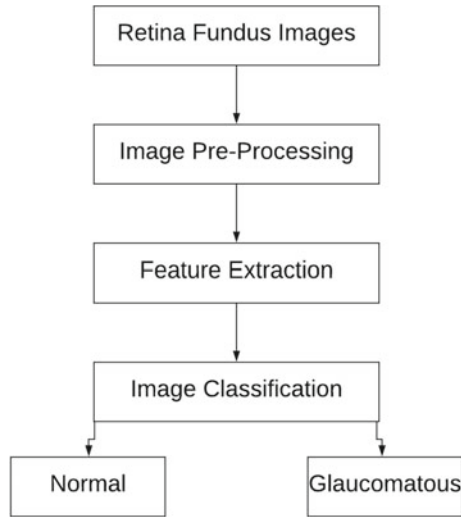 Retina Fundus Images
Image Pre-Processing
Feature Extraction
Image Classification
Normal
Glaucomatous